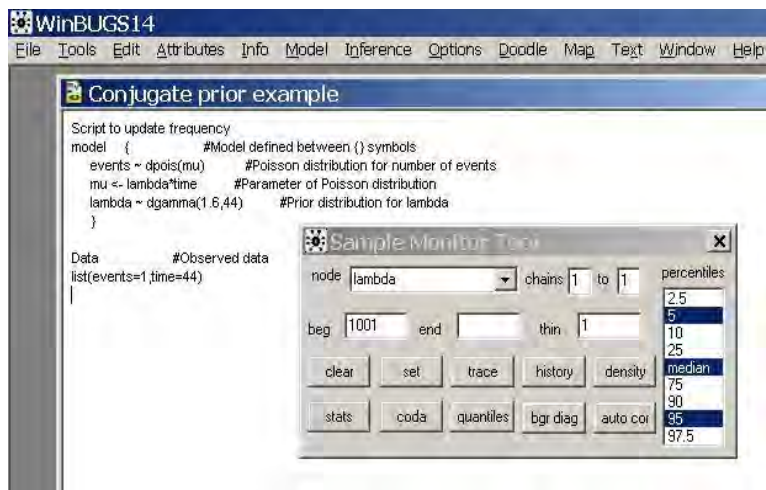 WinBUGS14
File Tools Edit Attributes Info Model Inference Options Doodle Map Text Window Help
Conjugate prior example
Script to update frequency
model { #Model defined between {} symbols
events ~ dpois(mu) #Poisson distribution for number of events
mu <- lambda*time #Parameter of Poisson distribution
lambda ~ dgamma(1.6,44) #Prior distribution for lambda
}
Data #Observed data
list(events=1,time=44)
Sample Monitor Tool
node lambda chains 1 to 1 percentiles
2.5
5
10
25
median
75
90
95
97.5
beg 1001 end thin 1
clear set trace history density
stats coda quantiles bgr diag auto cor